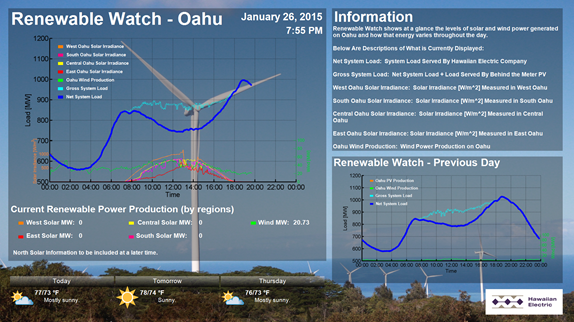 Renewable Watch - Oahu
January 26, 2015
7:55 PM
1200
1100
1000
900
800
700
600
500
Load [MW]
West Oahu Solar Irradiance
South Oahu Solar Irradiance
Central Oahu Solar Irradiance
East Oahu Solar Irradiance
Oahu Wind Production
Gross System Load
Net System Load
00:00 02:00 04:00 06:00 08:00 10:00 12:00 14:00 16:00 18:00 20:00 22:00 00:00
Time
Current Renewable Power Production (by regions)
West Solar MW: 0
Central Solar MW: 0
Wind MW: 20.73
East Solar MW: 0
South Solar MW: 0
North Solar Information to be included at a later time.
Information
Renewable Watch shows at a glance the levels of solar and wind power generated
on Oahu and how that energy varies throughout the day.
Below Are Descriptions of What is Currently Displayed:
Net System Load: System Load Served By Hawaiian Electric Company
Gross System Load: Net System Load + Load Served By Behind the Meter PV
West Oahu Solar Irradiance: Solar Irradiance [W/m^2] Measured in West Oahu
South Oahu Solar Irradiance: Solar Irradiance [W/m^2] Measured in South Oahu
Central Oahu Solar Irradiance: Solar Irradiance [W/m^2] Measured in Central
Oahu
East Oahu Solar Irradiance: Solar Irradiance [W/m^2] Measured in East Oahu
Oahu Wind Production: Wind Power Production on Oahu
Renewable Watch - Previous Day
1200
1100
1000
900
800
700
600
500
Load [MW]
Oahu PV Production
Oahu Wind Production
Gross System Load
Net System Load
00:00 02:00 04:00 06:00 08:00 10:00 12:00 14:00 16:00 18:00 20:00 22:00 00:00
Time
Today
77/73 °F
Mostly sunny.
Tomorrow
78/74 °F
Sunny.
Thursday
76/73 °F
Mostly sunny.
Hawaiian
Electric